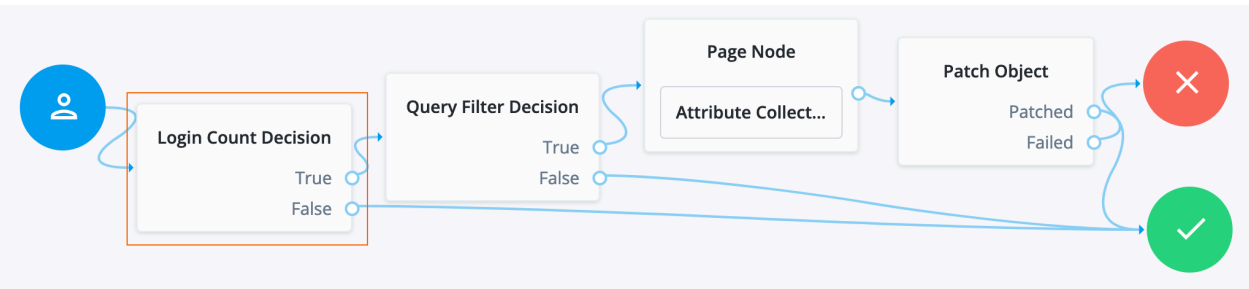 Login Count Decision
True
False
Query Filter Decision
True
False
Page Node
Attribute Collect...
Patch Object
Patched
Failed